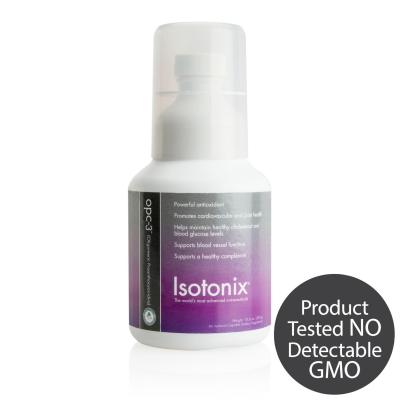 opc-3™
Powerful antioxidant
Promotes cardiovascular and joint health
Helps maintain healthy cholesterol and
blood glucose levels
Supports blood vessel function
Supports a healthy complexion
Isotonix®
The world's most advanced nutraceuticals
Product
Tested NO
Detectable
GMO